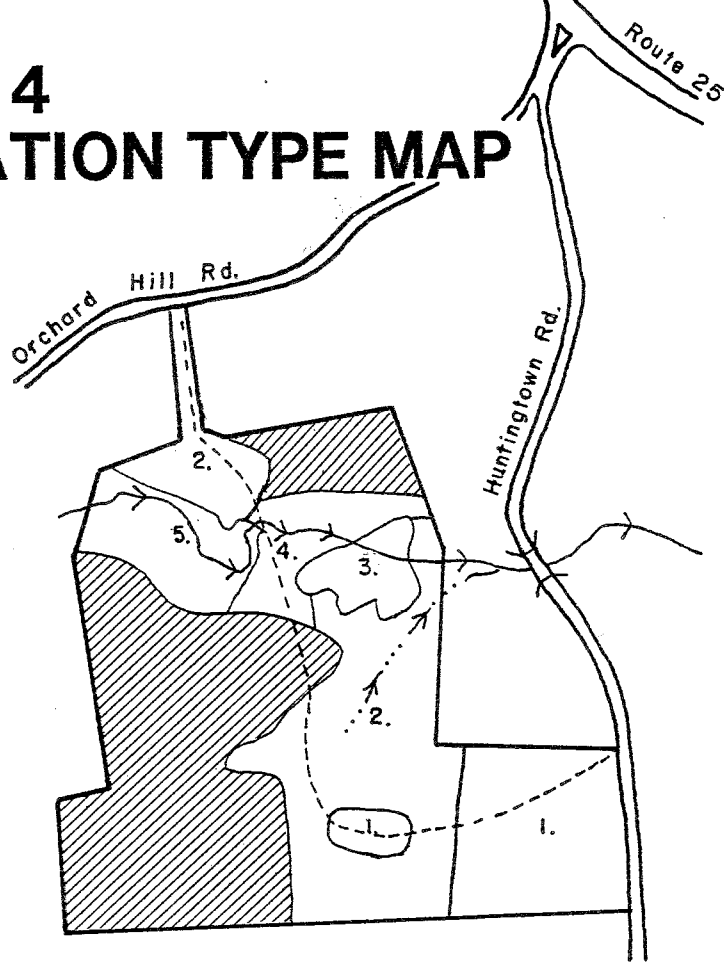 4
ATION TYPE MAP
Route 25
Orchard Hill Rd.
Huntingtown Rd.
2.
5.
4.
3.
2.
1.
1.